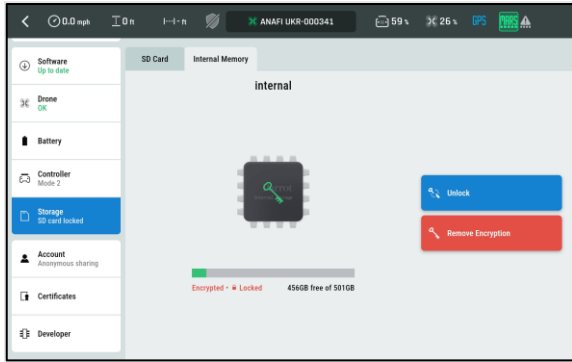 0.0 mph
0 ft
- ft
ANAFI UKR-000341
59 %
26 %
GPS
MARS
Software
Up to date
Drone
OK
Battery
Controller
Mode 2
Storage
SD card locked
Account
Anonymous sharing
Certificates
Developer
SD Card
Internal Memory
internal
Encrypted - Locked
456GB free of 501GB
Unlock
Remove Encryption